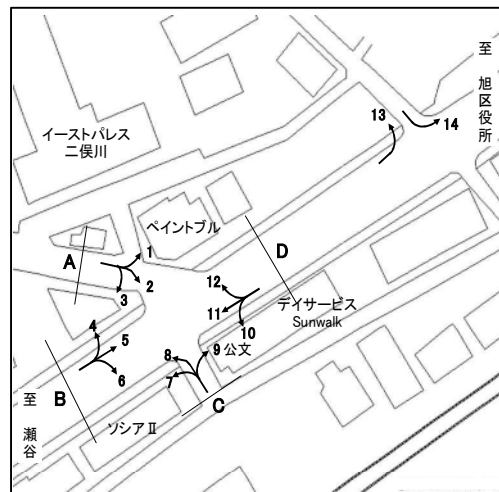 至
旭
区
役
所
13
14
イーストパレス
二俣川
ペイントブル
A
1
2
3
D
12
11
10
デイサービス
Sunwalk
4
5
6
8
9
公文
7
C
B
ソシアⅡ
至
瀬
谷